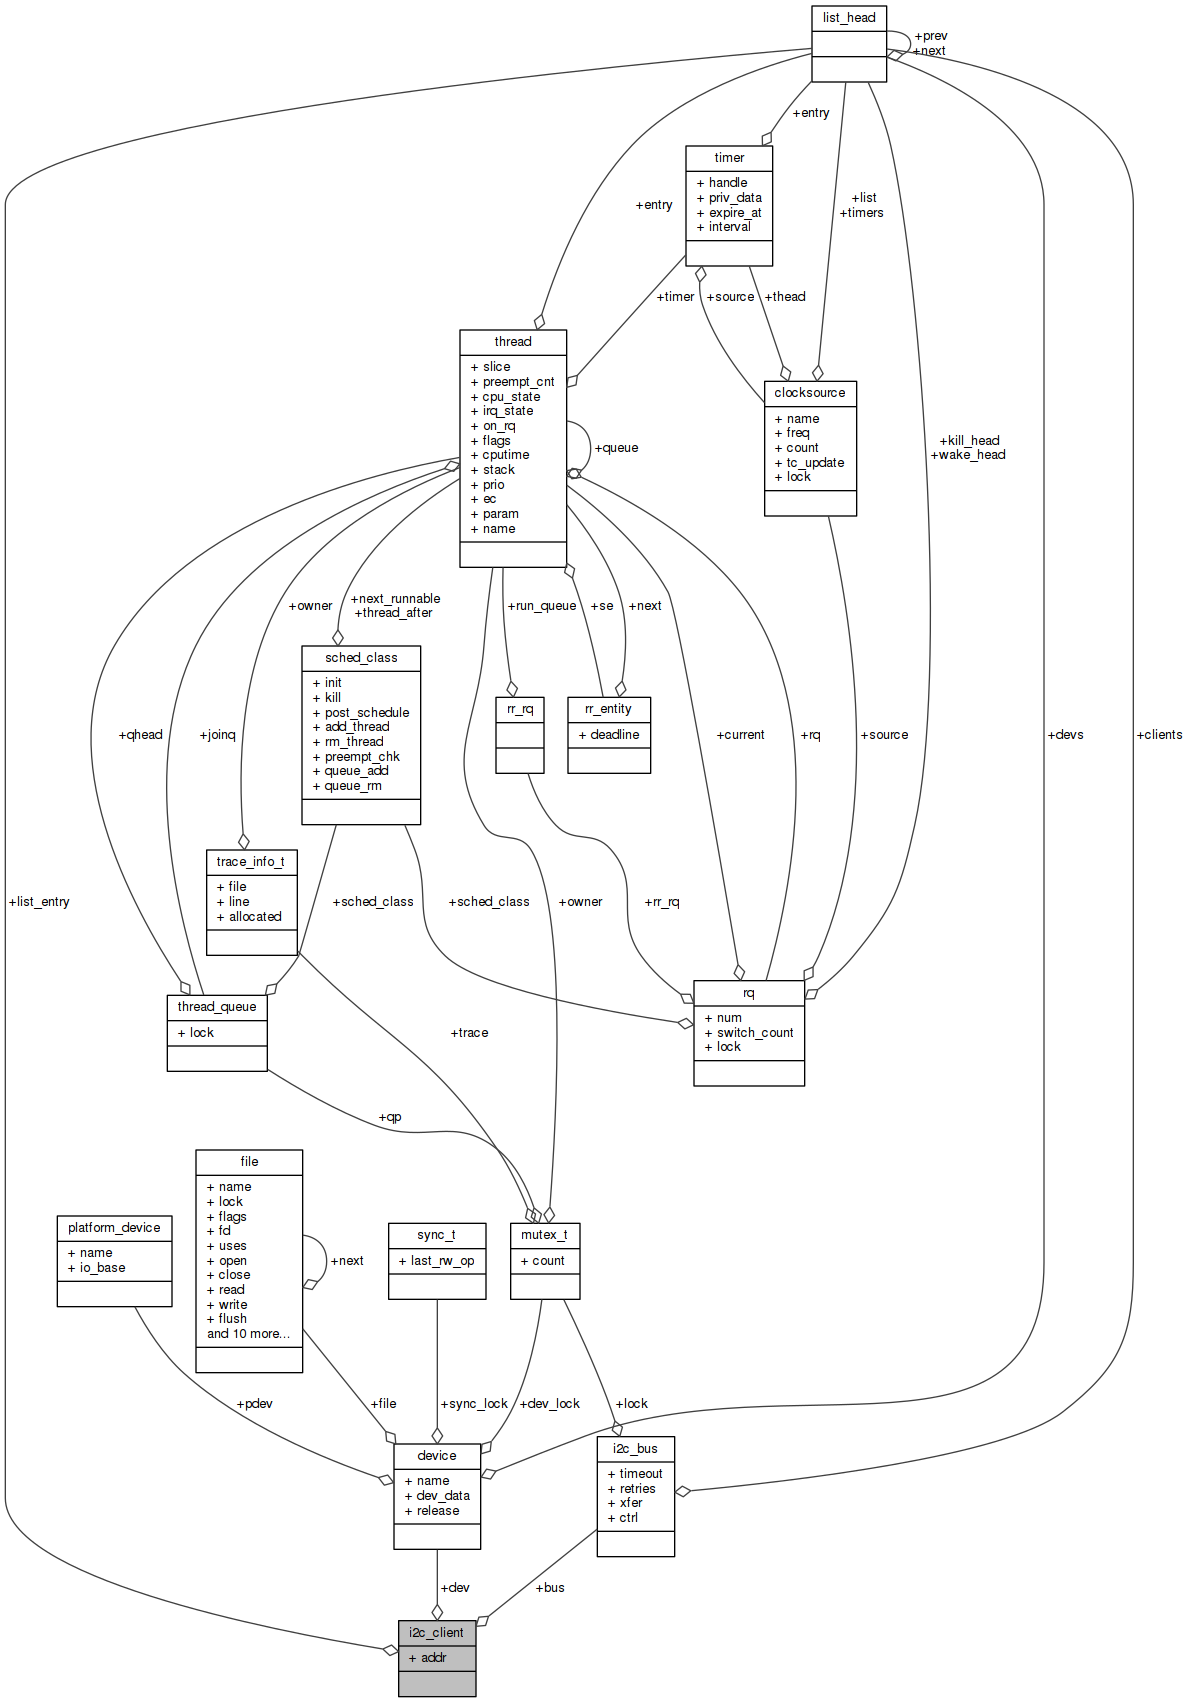 list_head
+prev
+next
+entry
timer
+ handle
+ priv_data
+ expire_at
+ interval
+entry
+list
+timers
+timer
+source
+thead
thread
+ slice
+ preempt_cnt
+ cpu_state
+ irq_state
+ on_rq
+ flags
+ cputime
+ stack
+ prio
+ ec
+ param
+ name
+queue
clocksource
+ name
+ freq
+ count
+ tc_update
+ lock
+kill_head
+wake_head
+owner
+next_runnable
+thread_after
+run_queue
+se
+next
sched_class
+ init
+ kill
+ post_schedule
+ add_thread
+ rm_thread
+ preempt_chk
+ queue_add
+ queue_rm
rr_rq
rr_entity
+ deadline
+qhead
+joinq
+current
+rq
+source
+devs
+clients
trace_info_t
+ file
+ line
+ allocated
+list_entry
+sched_class
+sched_class
+owner
+rr_rq
thread_queue
+ lock
rq
+ num
+ switch_count
+ lock
+trace
+qp
file
+ name
+ lock
+ flags
+ fd
+ uses
+ open
+ close
+ read
+ write
+ flush
and 10 more...
+next
platform_device
+ name
+ io_base
sync_t
+ last_rw_op
mutex_t
+ count
+pdev
+file
+sync_lock
+dev_lock
+lock
device
+ name
+ dev_data
+ release
i2c_bus
+ timeout
+ retries
+ xfer
+ ctrl
+dev
+bus
i2c_client
+ addr